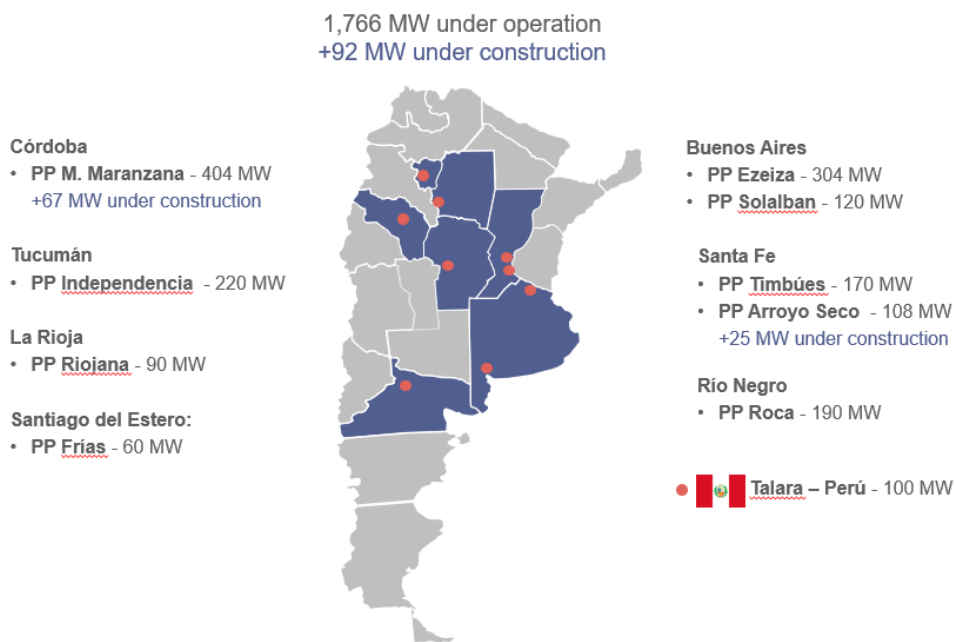 1,766 MW under operation
+92 MW under construction
Córdoba
• PP M. Maranzana - 404 MW
+67 MW under construction
Tucumán
• PP Independencia - 220 MW
La Rioja
• PP Riojana - 90 MW
Santiago del Estero:
• PP Frías - 60 MW
Buenos Aires
• PP Ezeiza - 304 MW
• PP Solalban - 120 MW
Santa Fe
• PP Timbúes - 170 MW
• PP Arroyo Seco - 108 MW
+25 MW under construction
Río Negro
• PP Roca - 190 MW
Talara – Perú - 100 MW